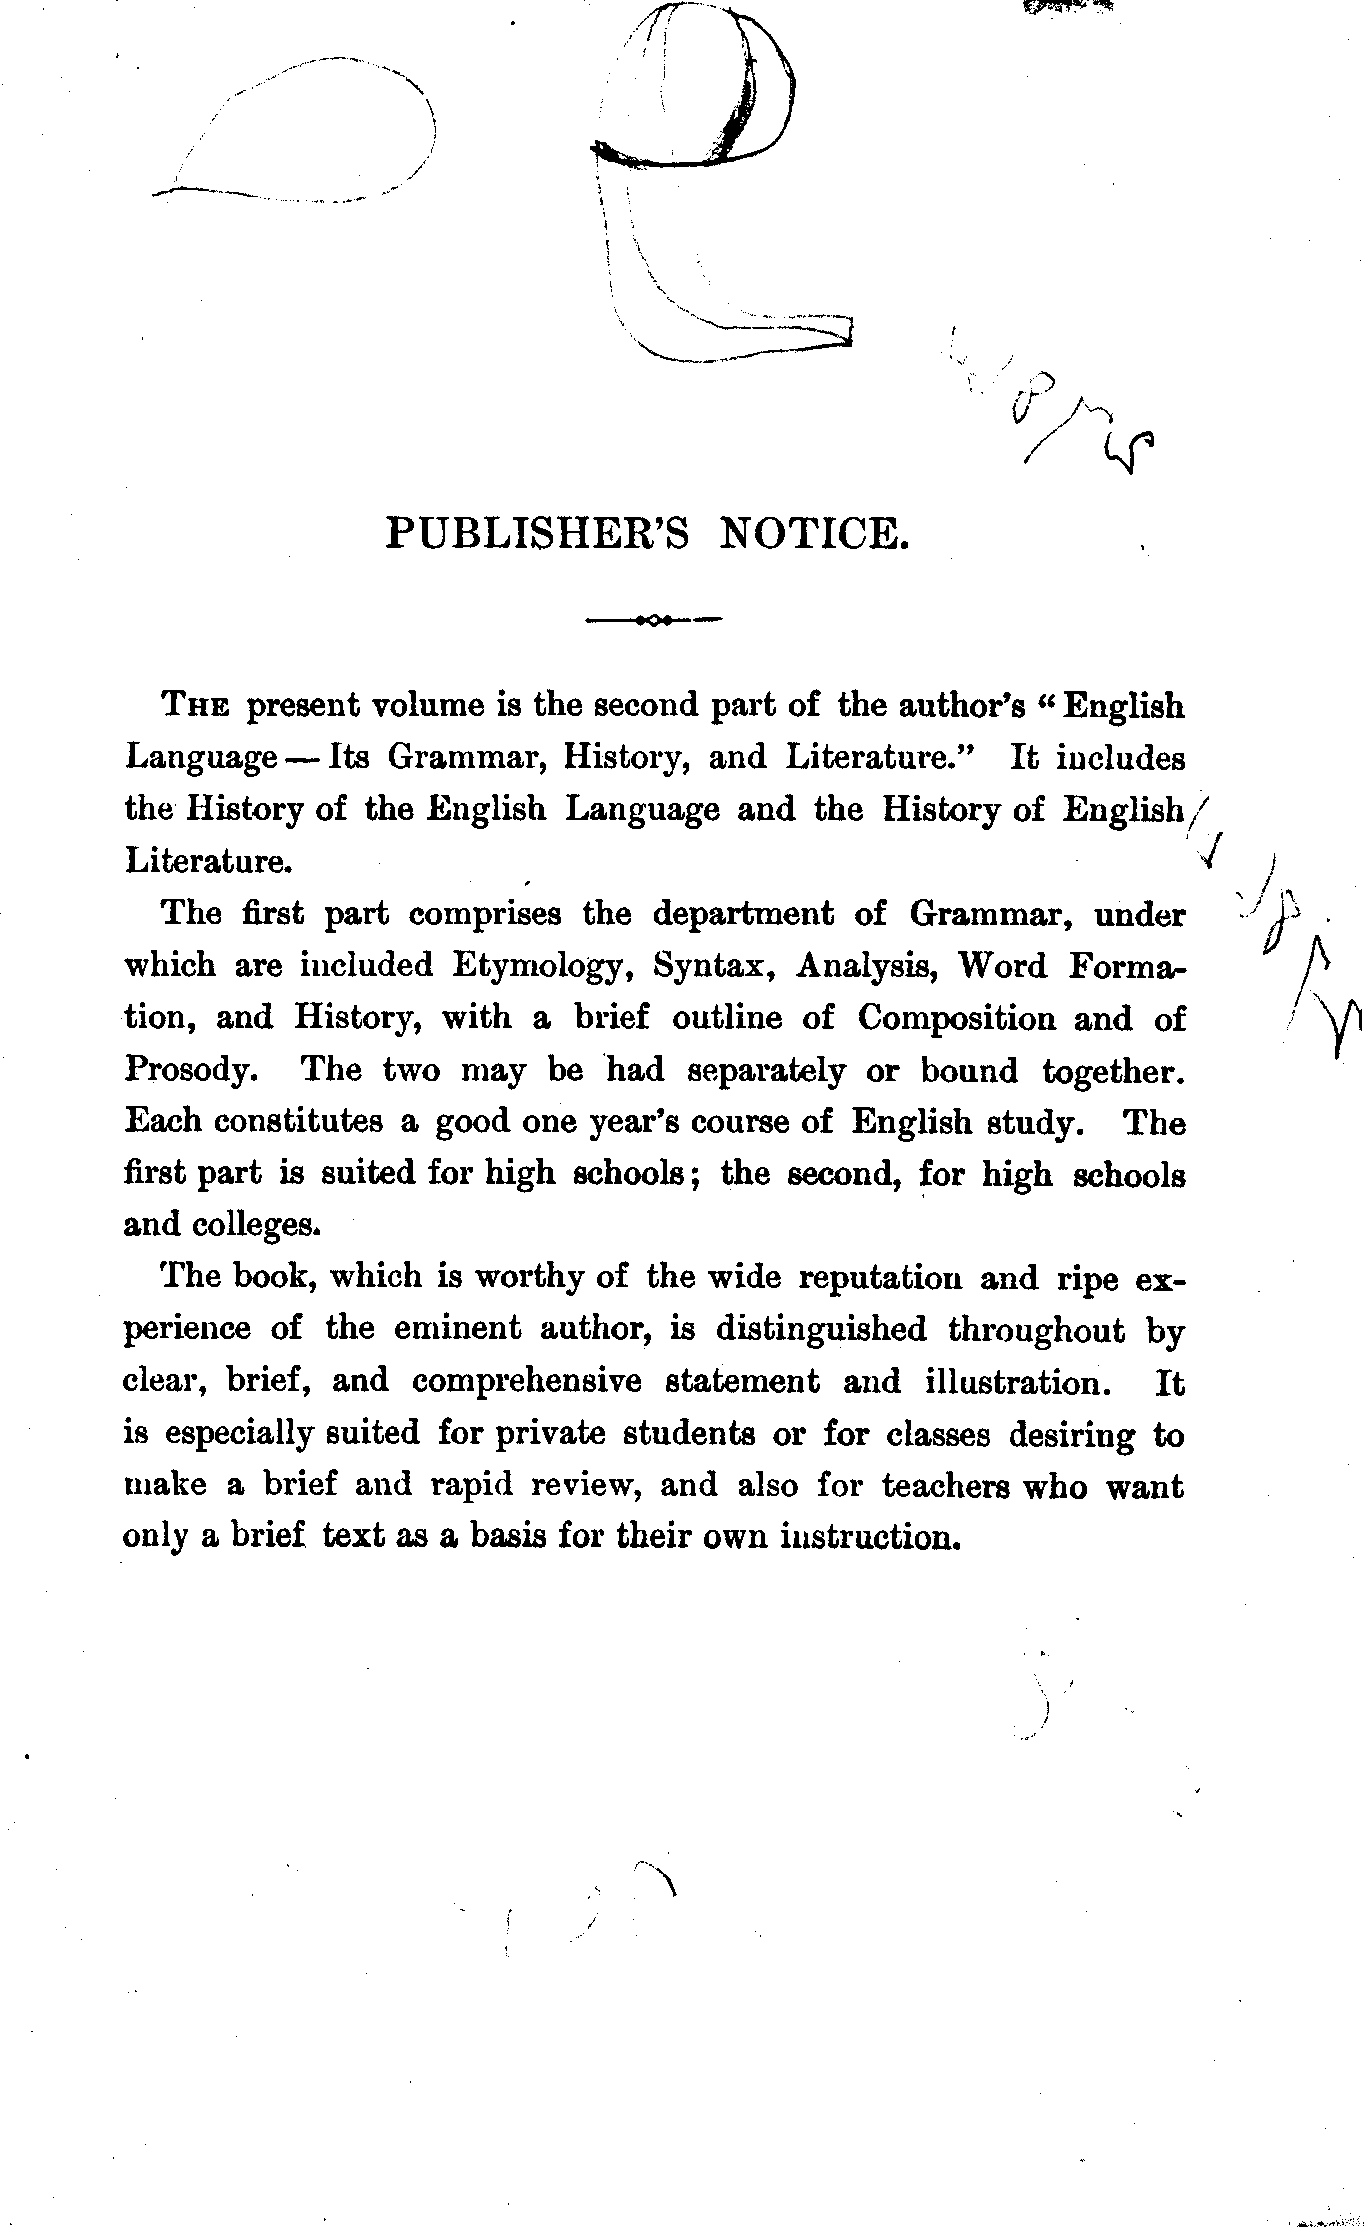 PUBLISHER'S NOTICE.
THE present volume is the second part of the author's “English
Language — Its Grammar, History, and Literature.” It includes
the History of the English Language and the History of English
Literature.
The first part comprises the department of Grammar, under
which are included Etymology, Syntax, Analysis, Word Forma-
tion, and History, with a brief outline of Composition and of
Prosody. The two may be had separately or bound together.
Each constitutes a good one year's course of English study. The
first part is suited for high schools; the second, for high schools
and colleges.
The book, which is worthy of the wide reputation and ripe ex-
perience of the eminent author, is distinguished throughout by
clear, brief, and comprehensive statement and illustration. It
is especially suited for private students or for classes desiring to
make a brief and rapid review, and also for teachers who want
only a brief text as a basis for their own instruction.